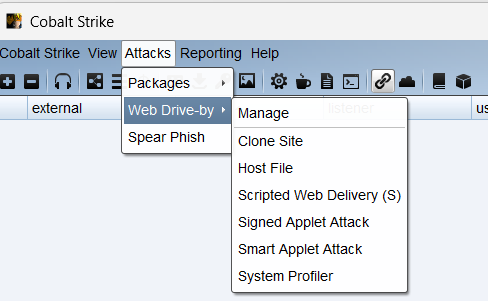 Cobalt Strike
Cobalt Strike View Attacks Reporting Help
Packages
external
Web Drive-by
Manage
listener
Spear Phish
Clone Site
Host File
Scripted Web Delivery (S)
Signed Applet Attack
Smart Applet Attack
System Profiler